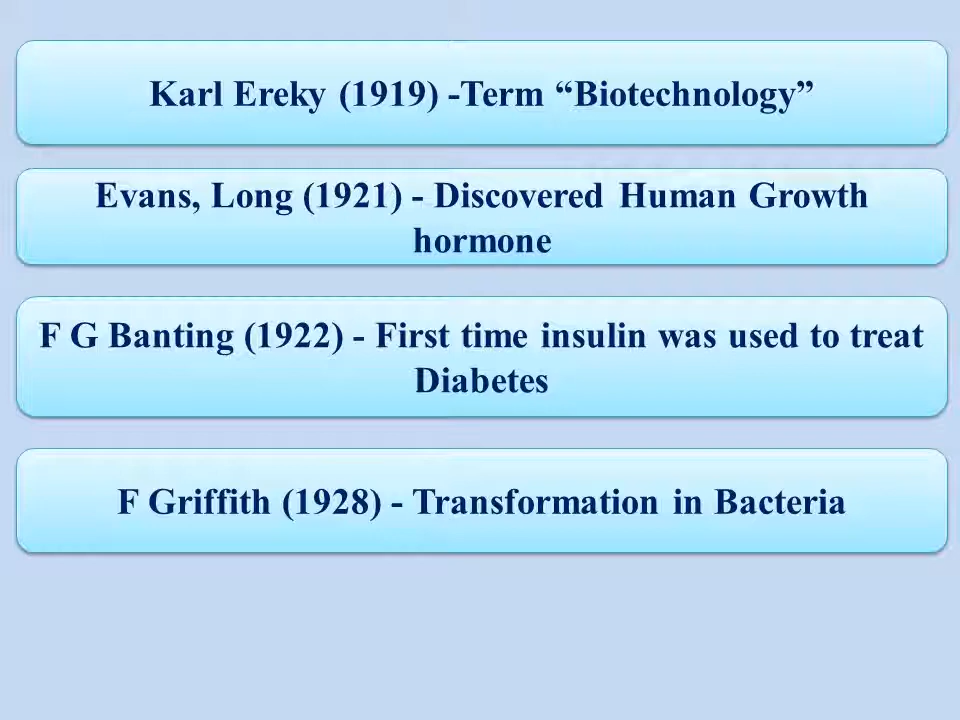 Karl Ereky (1919) -Term “Biotechnology”
Evans, Long (1921) - Discovered Human Growth
hormone
F G Banting (1922) - First time insulin was used to treat
Diabetes
F Griffith (1928) - Transformation in Bacteria